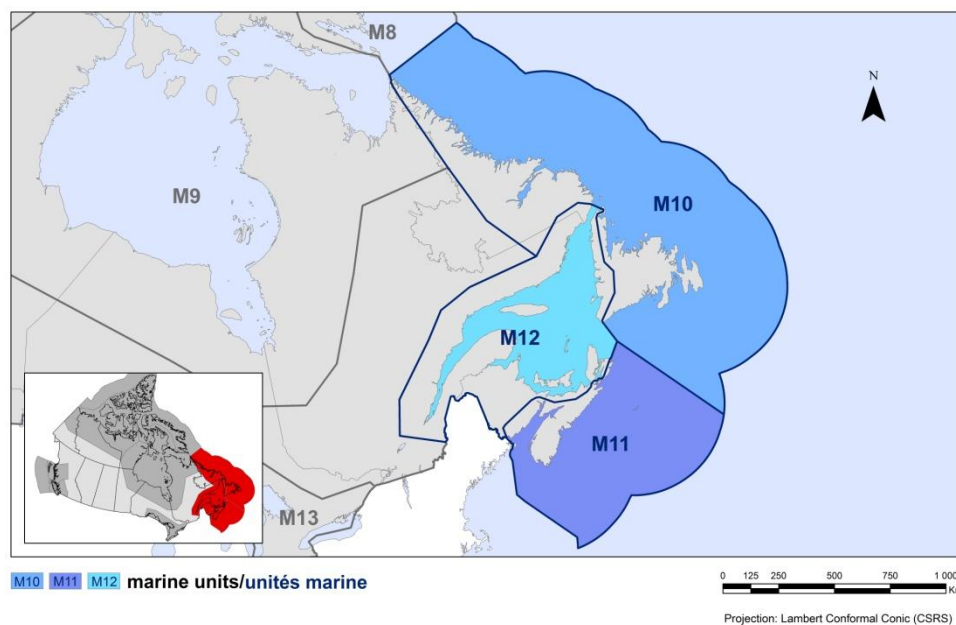 M8
N
M9
M10
M12
M11
M13
M10 M11 M12 marine units/unités marine
0 125 250 500 750 1 000
Projection: Lambert Conformal Conic (CSRS)